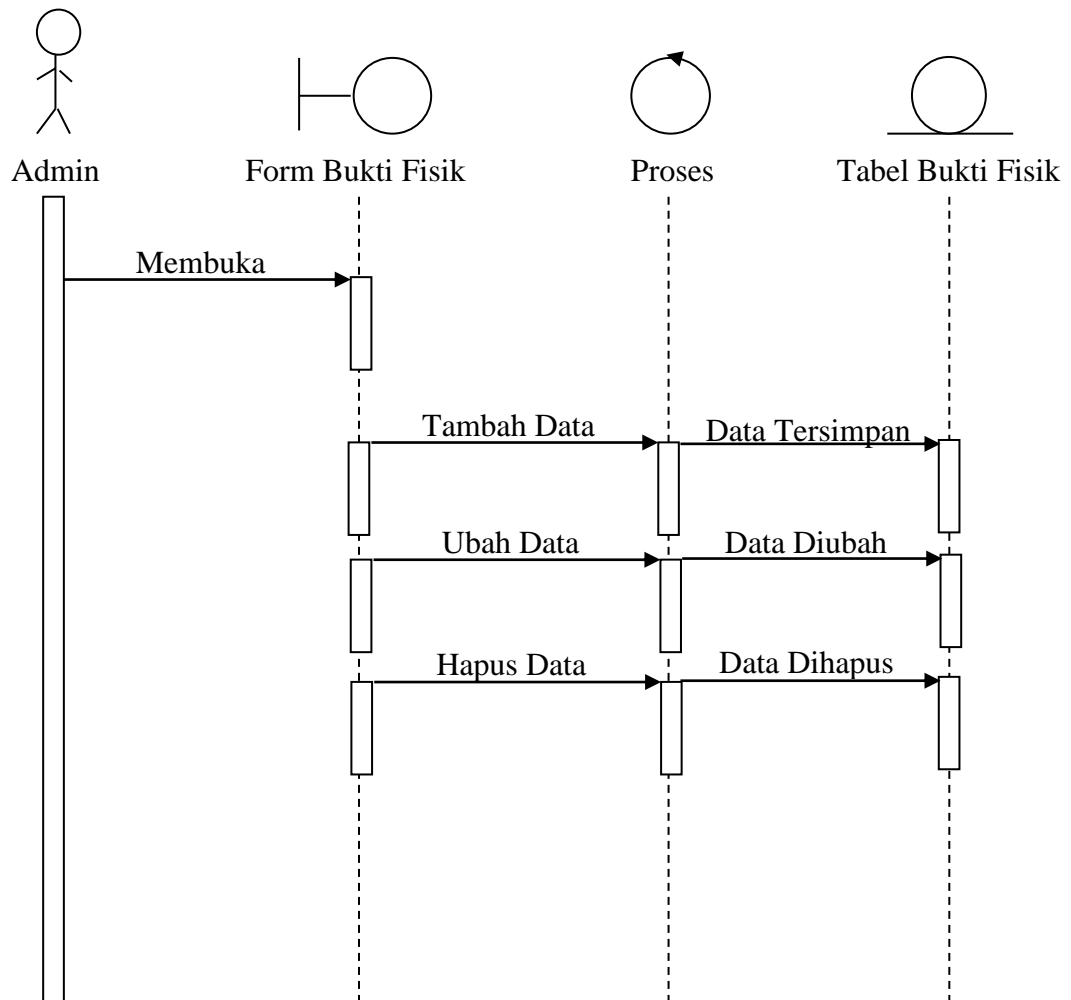 Admin
Form Bukti Fisik
Proses
Tabel Bukti Fisik
Membuka
Tambah Data
Data Tersimpan
Ubah Data
Data Diubah
Hapus Data
Data Dihapus